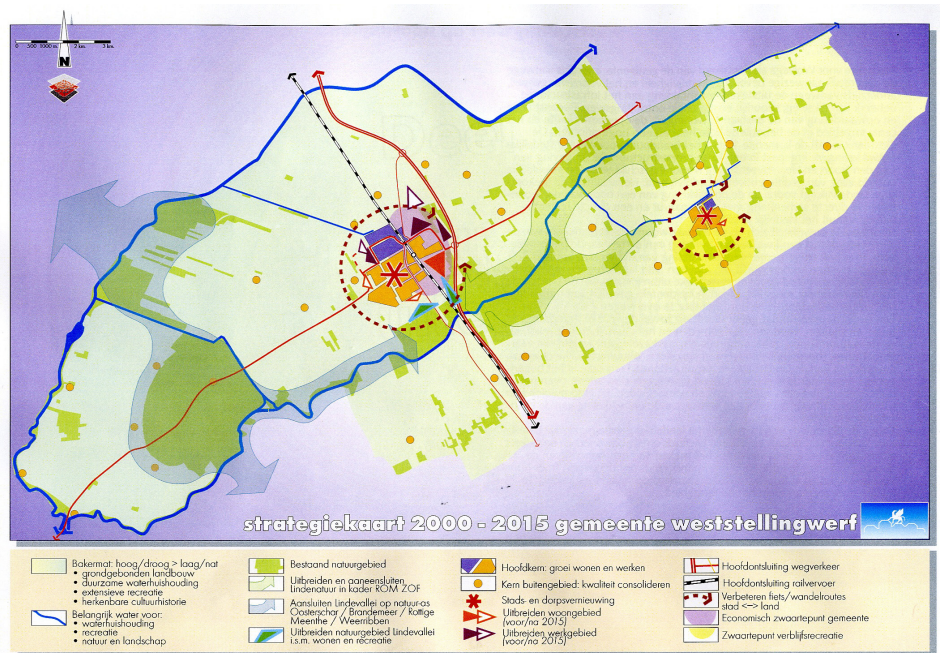 0 500 1000 m. 2 km. 3 km.
N
strategiekaart 2000 - 2015 gemeente weststellingwerf
Bakermat: hoog/droog > laag/nat
• grondgebonden landbouw
• duurzame waterhuishouding
• extensieve recreatie
• herkenbare cultuurhistorie
Belangrijk water voor:
• waterhuishouding
• recreatie
• natuur en landschap
Bestaand natuurgebied
Uitbreiden en aaneensluiten
Lindenatuur in kader ROM ZOF
Aansluiten Lindevallei op natuur-as
Oosterschar / Brandemeer / Rottige
Meenthe / Weerribben
Uitbreiden natuurgebied Lindevallei
i.s.m. wonen en recreatie
Hoofdkern: groei wonen en werken
Kern buitengebied: kwaliteit consolideren
Stads- en dorpsvernieuwing
Uitbreiden woongebied
(voor/na 2015)
Uitbreiden werkgebied
(voor/na 2015)
Hoofdontsluiting wegverkeer
Hoofdontsluiting railvervoer
Verbeteren fiets/wandelroutes
stad <--> land
Economisch zwaartepunt gemeente
Zwaartepunt verblijfsrecreatie